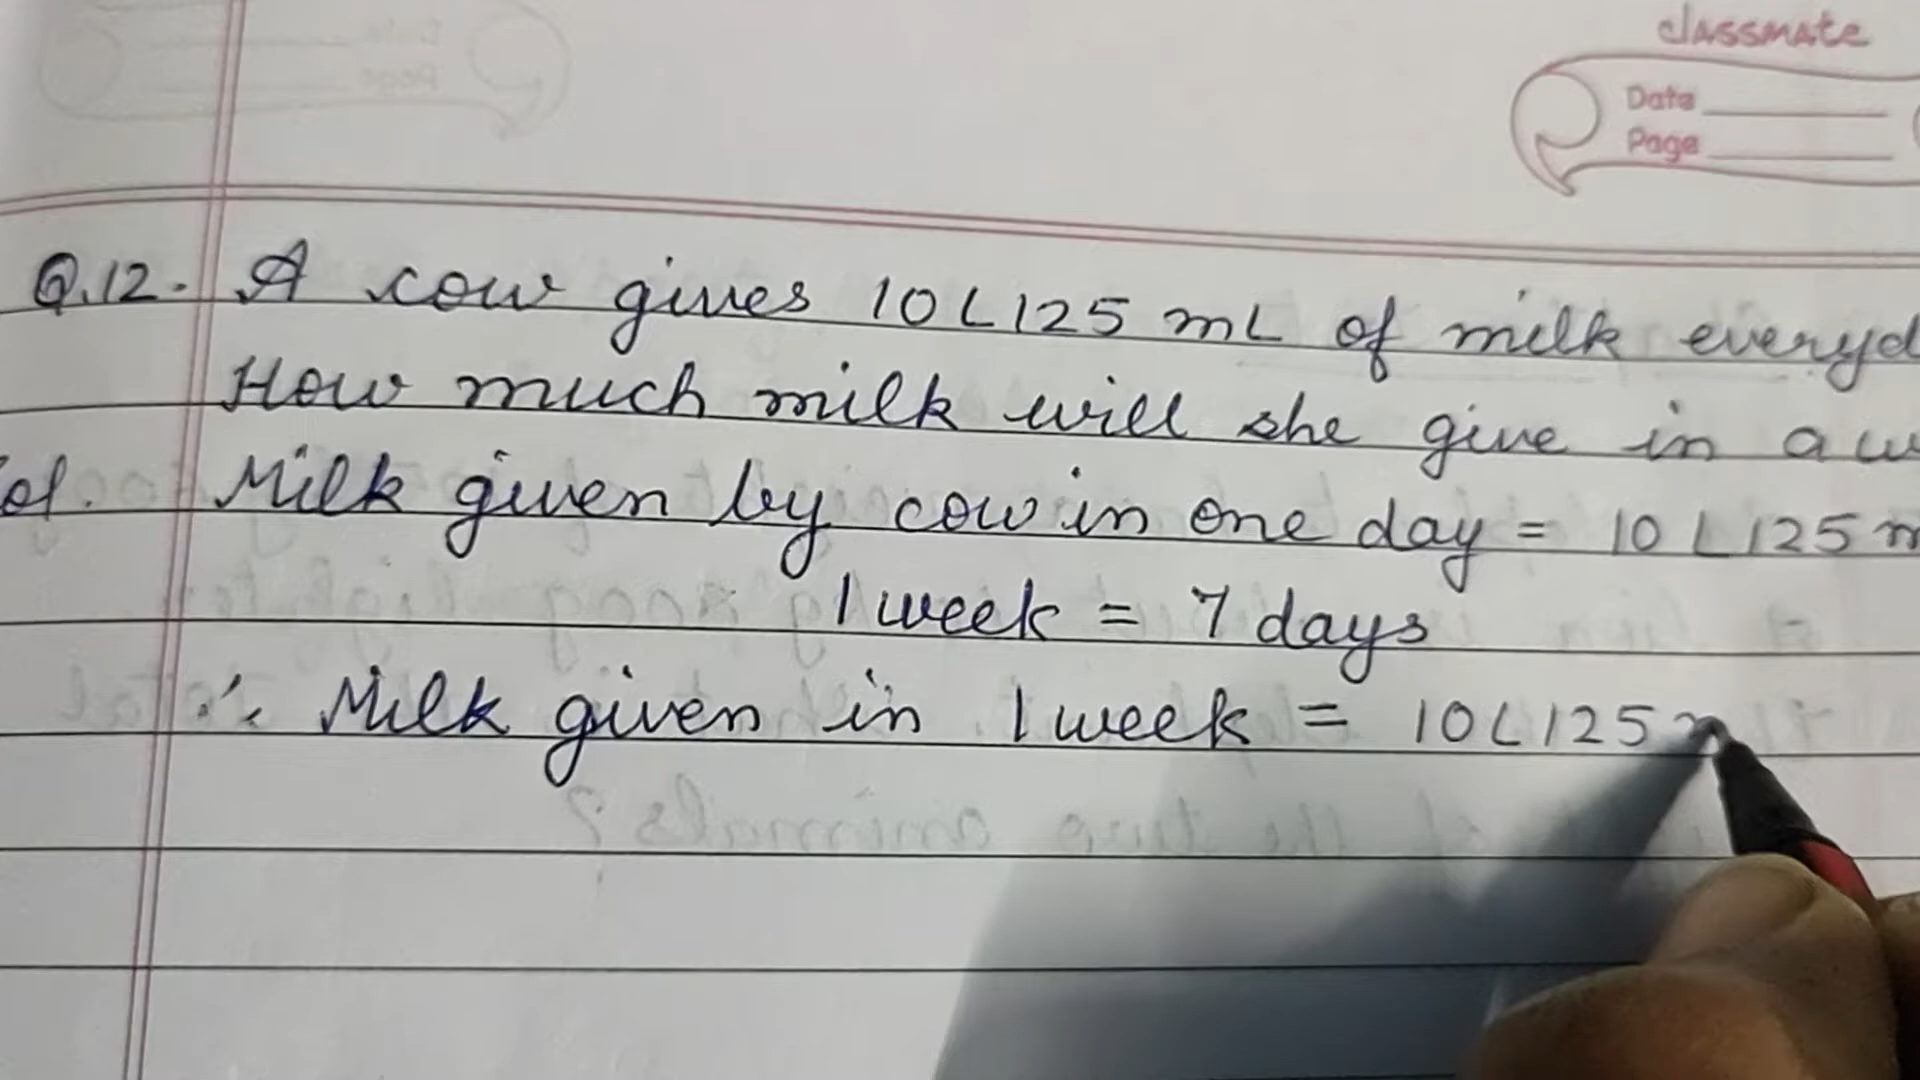 classmate
Date
Page
Q.12. A cow gives 10 L 125 mL of milk everyd
How much milk will she give in a w
ol. Milk given by cow in one day = 10 L 125 m
1 week = 7 days
∴ Milk given in 1 week = 10 L 125 m